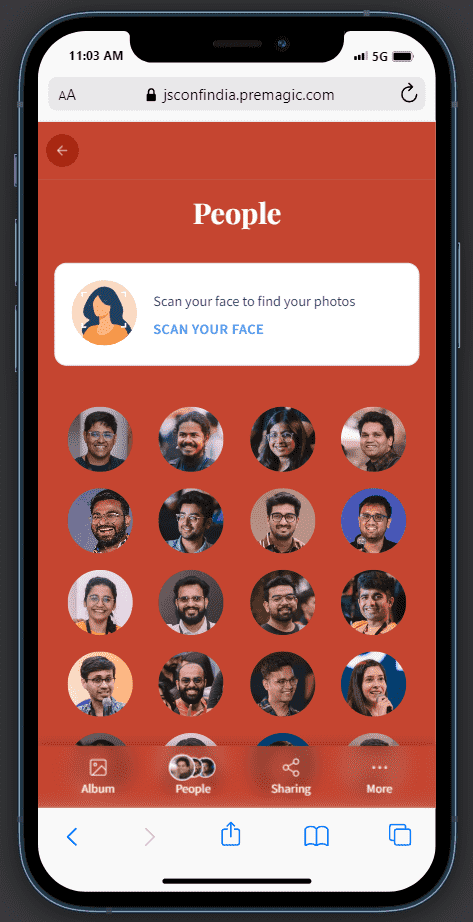 11:03 AM
5G
AA
jsconfindia.premagic.com
People
Scan your face to find your photos
SCAN YOUR FACE
Album
People
Sharing
More